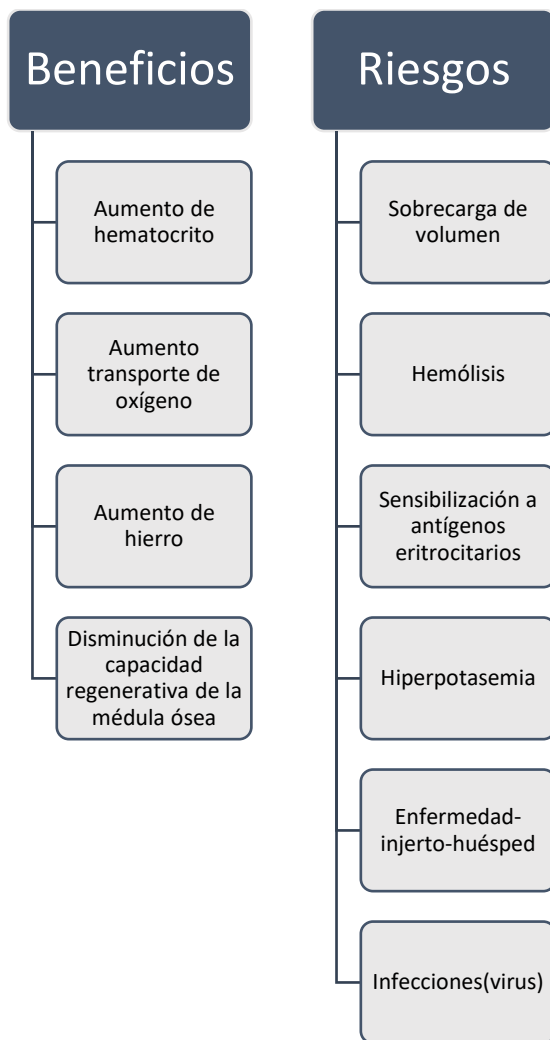 Beneficios
Aumento de
hematocrito
Aumento
transporte de
oxígeno
Aumento de
hierro
Disminución de la
capacidad
regenerativa de la
médula ósea
Riesgos
Sobrecarga de
volumen
Hemólisis
Sensibilización a
antígenos
eritrocitarios
Hiperpotasemia
Enfermedad-
injerto-huésped
Infecciones(virus)